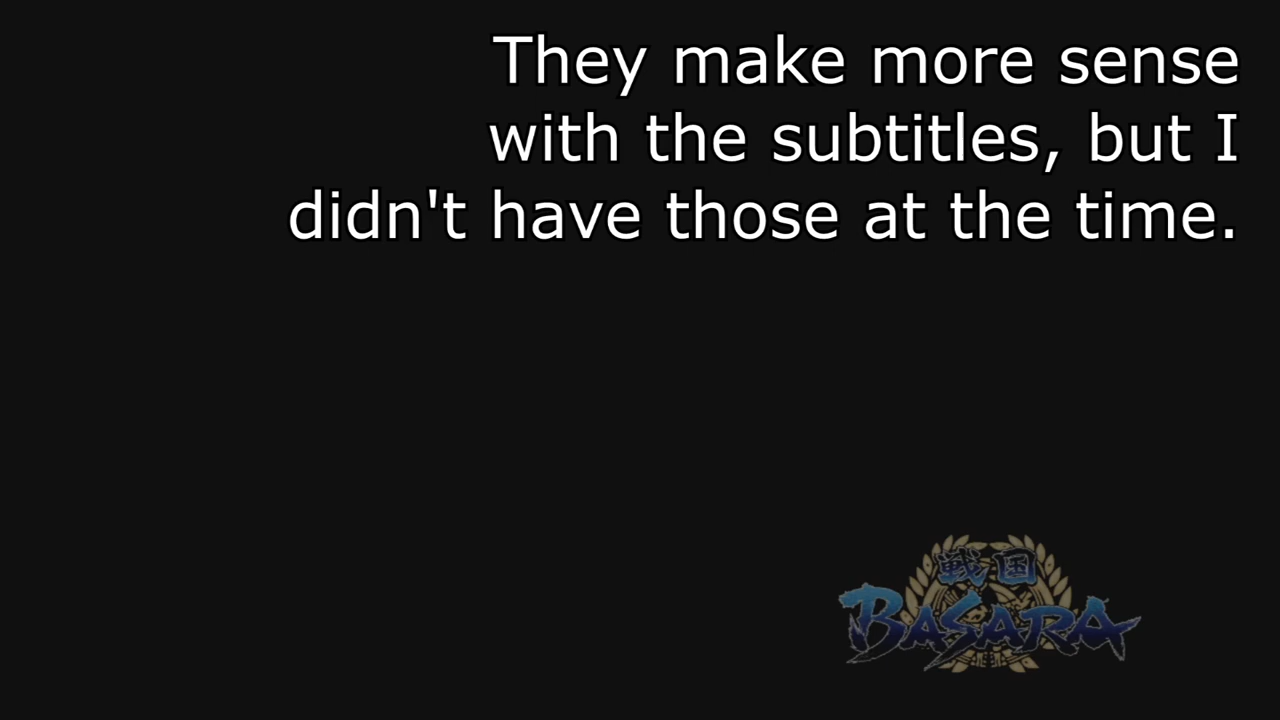 They make more sense
with the subtitles, but I
didn't have those at the time.
戦国
BASARA